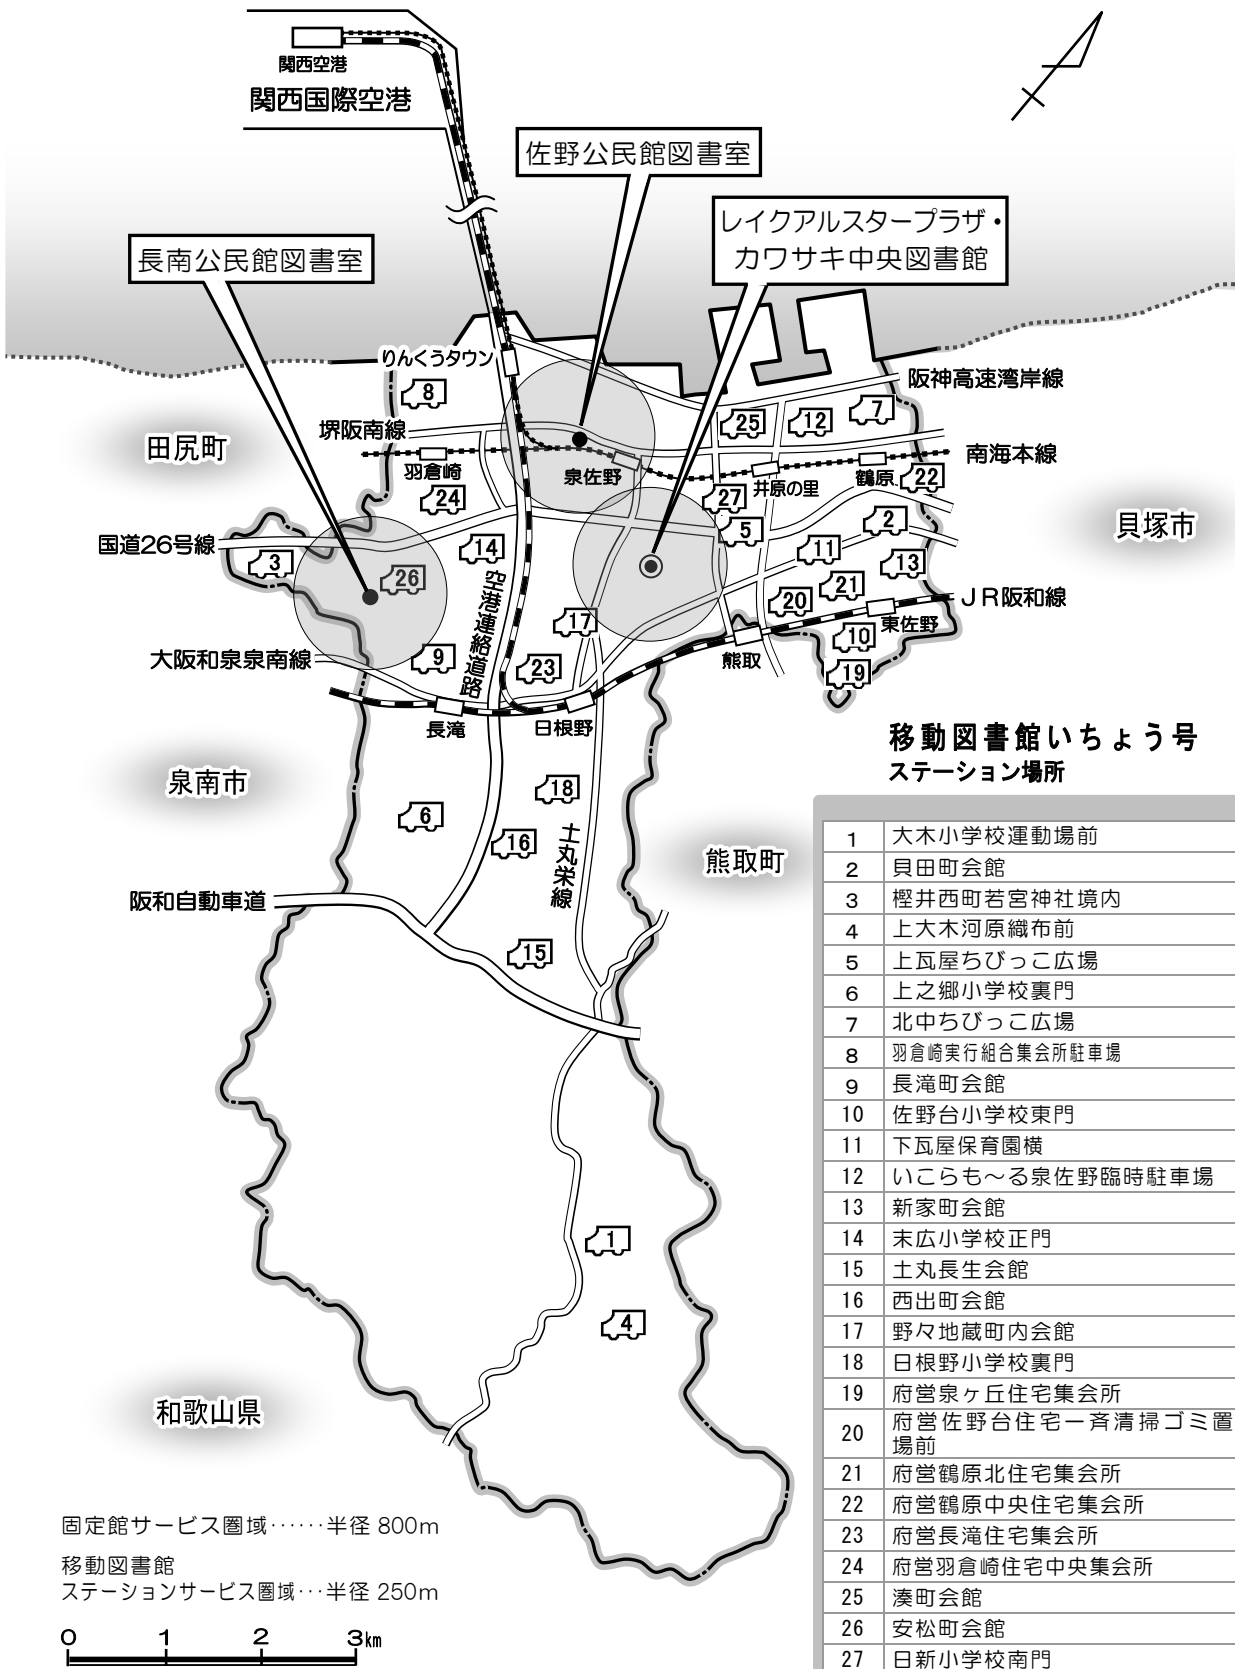 関西空港
関西国際空港
佐野公民館図書室
レイクアルスタープラザ・
カワサキ中央図書館
長南公民館図書室
りんくうタウン
阪神高速湾岸線
8
7
25
12
堺阪南線
田尻町
南海本線
羽倉崎
泉佐野
井原の里
鶴原
22
24
27
2
貝塚市
国道26号線
5
3
14
11
13
26
空港連絡道路
21
20
JR阪和線
17
東佐野
10
大阪和泉泉南線
9
23
熊取
19
長滝
日根野
泉南市
18
6
16
土丸栄線
熊取町
阪和自動車道
15
1
4
和歌山県
移動図書館いちょう号
ステーション場所
1 大木小学校運動場前
2 貝田町会館
3 樫井西町若宮神社境内
4 上大木河原織布前
5 上瓦屋ちびっこ広場
6 上之郷小学校裏門
7 北中ちびっこ広場
8 羽倉崎実行組合集会所駐車場
9 長滝町会館
10 佐野台小学校東門
11 下瓦屋保育園横
12 いこらも～る泉佐野臨時駐車場
13 新家町会館
14 末広小学校正門
15 土丸長生会館
16 西出町会館
17 野々地蔵町内会館
18 日根野小学校裏門
19 府営泉ヶ丘住宅集会所
20 府営佐野台住宅一斉清掃ゴミ置
場前
21 府営鶴原北住宅集会所
22 府営鶴原中央住宅集会所
23 府営長滝住宅集会所
24 府営羽倉崎住宅中央集会所
25 湊町会館
26 安松町会館
27 日新小学校南門
固定館サービス圏域……半径 800m
移動図書館
ステーションサービス圏域…半径 250m
0 1 2 3km